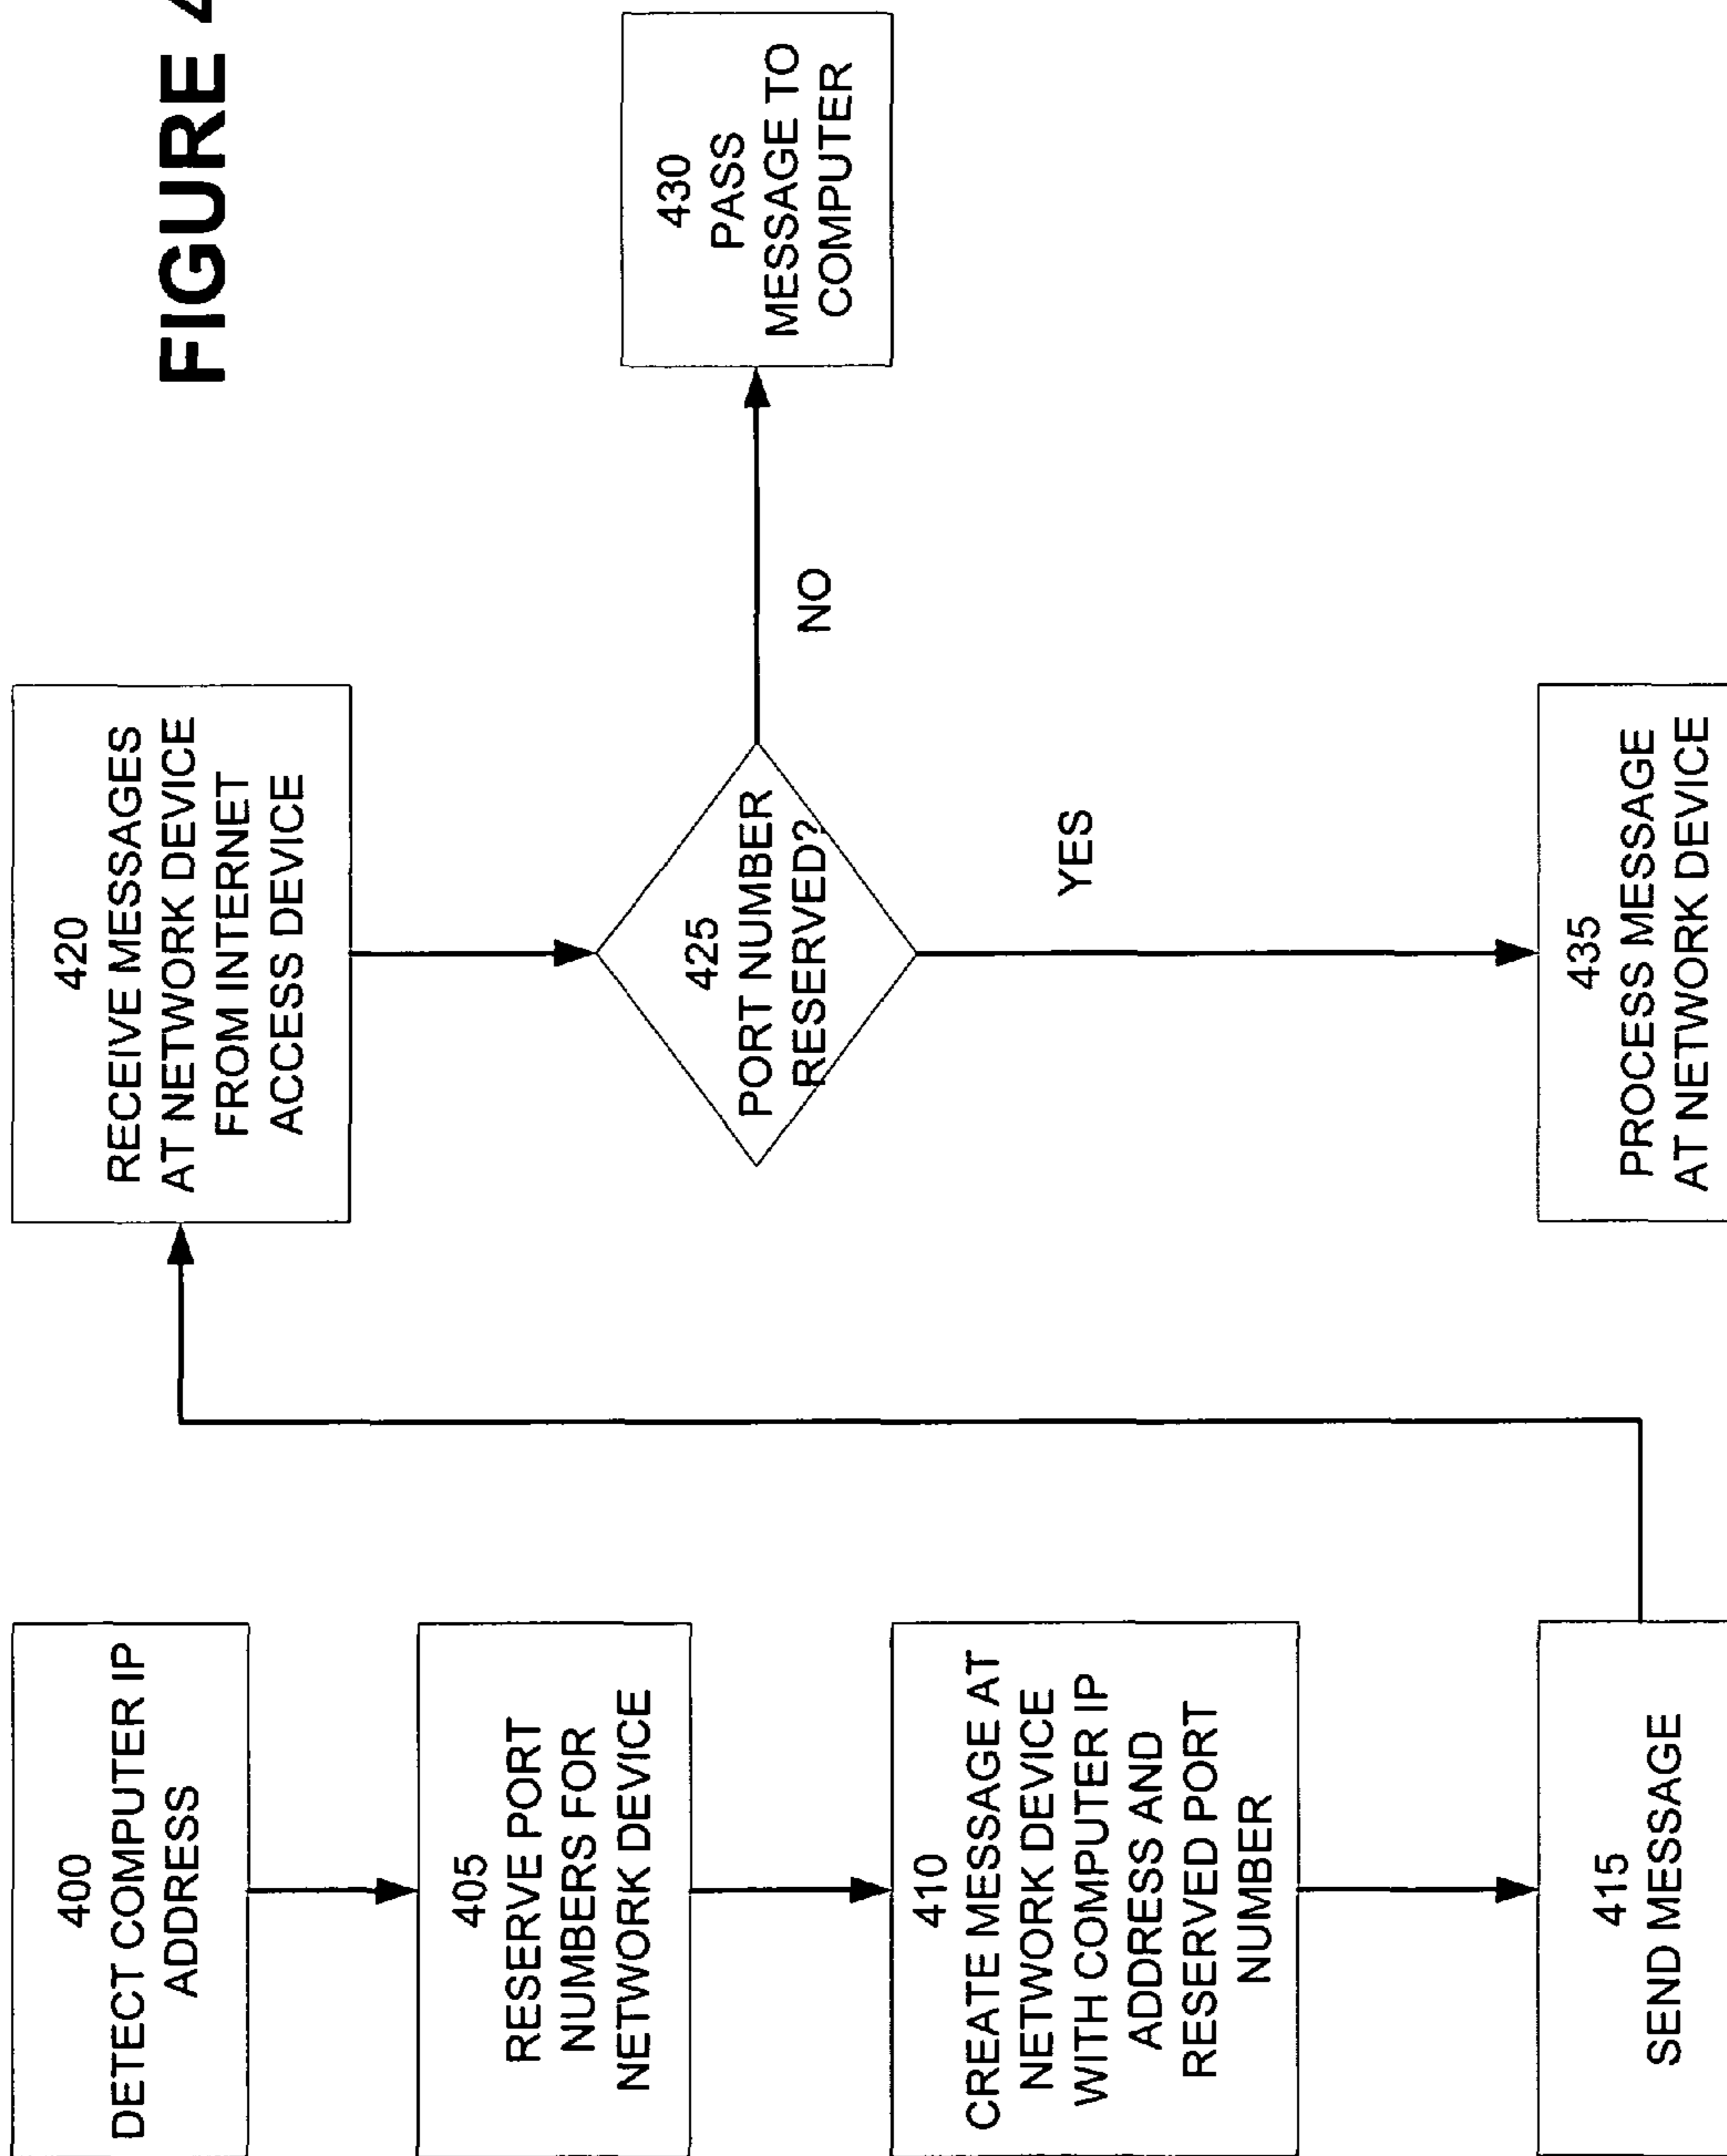 FIGURE 4
400
DETECT COMPUTER IP
ADDRESS
405
RESERVE PORT
NUMBERS FOR
NETWORK DEVICE
410
CREATE MESSAGE AT
NETWORK DEVICE
WITH COMPUTER IP
ADDRESS AND
RESERVED PORT
NUMBER
415
SEND MESSAGE
420
RECEIVE MESSAGES
AT NETWORK DEVICE
FROM INTERNET
ACCESS DEVICE
425
PORT NUMBER
RESERVED?
NO
430
PASS
MESSAGE TO
COMPUTER
YES
435
PROCESS MESSAGE
AT NETWORK DEVICE